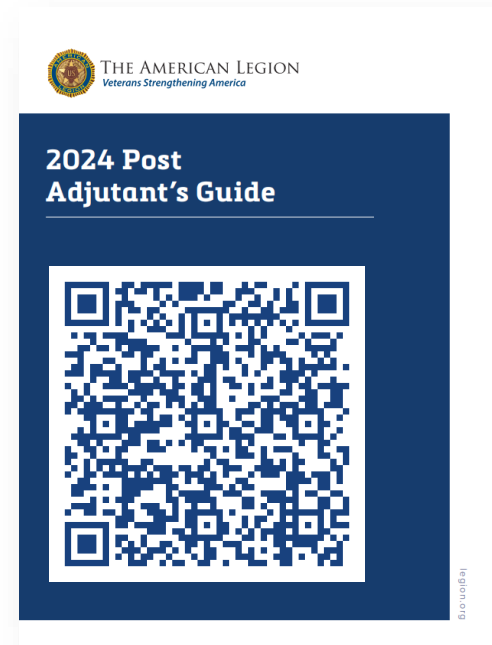 THE AMERICAN LEGION
Veterans Strengthening America
2024 Post
Adjutant's Guide
legion.org